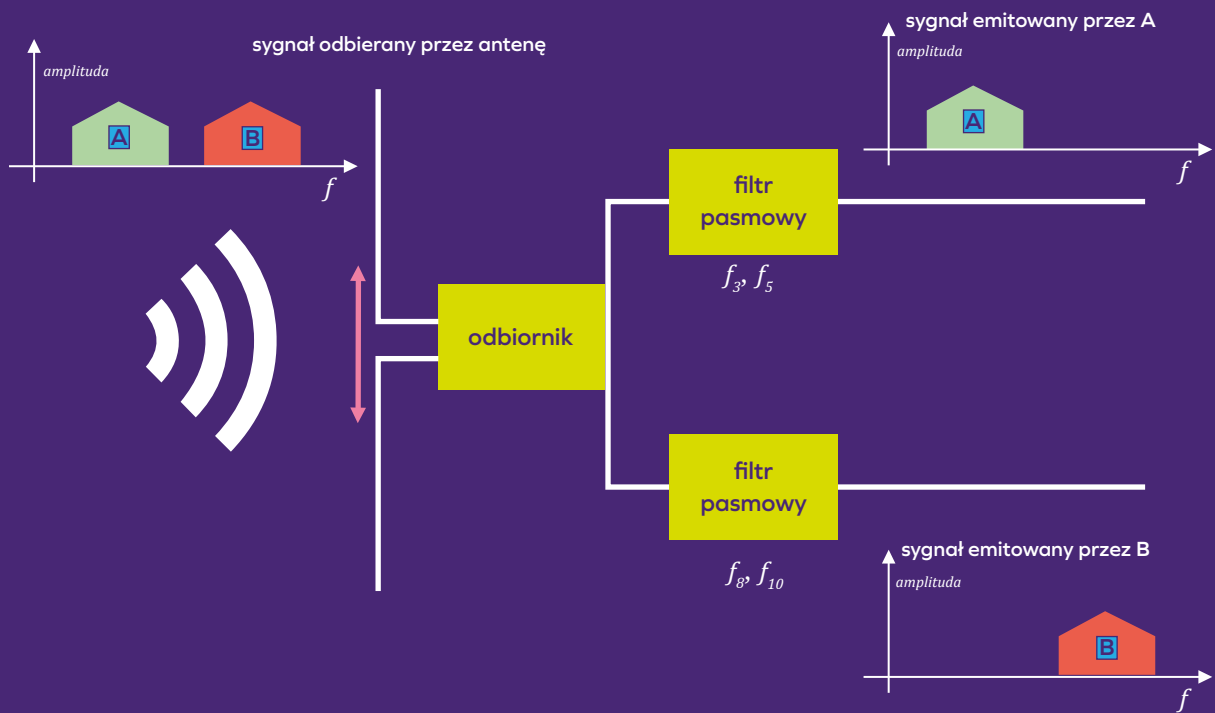 sygnał odbierany przez antenę
amplituda
A
B
f
odbiornik
filtr
pasmowy
f3, f5
sygnał emitowany przez A
amplituda
A
f
filtr
pasmowy
f8, f10
sygnał emitowany przez B
amplituda
B
f